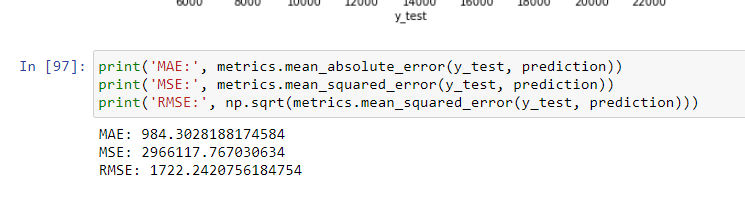 6000 8000 10000 12000 14000 16000 18000 20000 22000
y_test
In [97]: print('MAE:', metrics.mean_absolute_error(y_test, prediction))
print('MSE:', metrics.mean_squared_error(y_test, prediction))
print('RMSE:', np.sqrt(metrics.mean_squared_error(y_test, prediction)))
MAE: 984.3028188174584
MSE: 2966117.767030634
RMSE: 1722.2420756184754